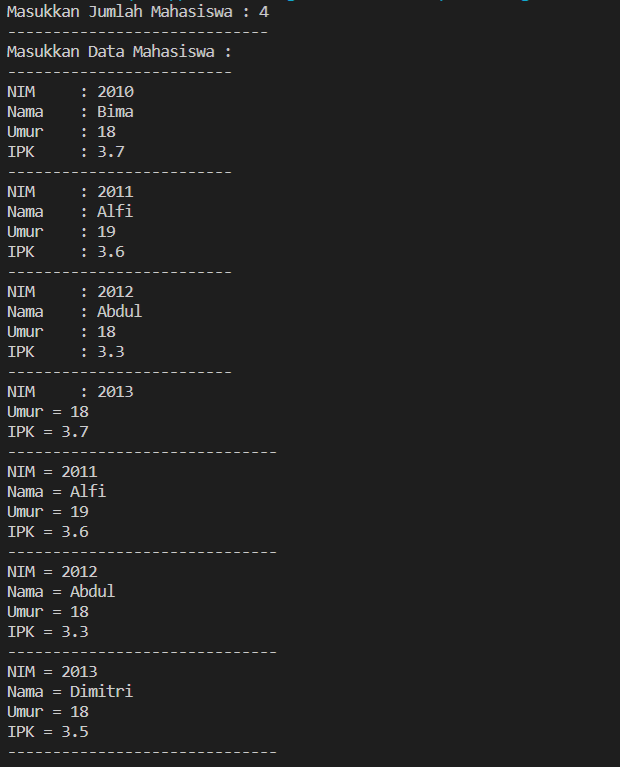 Masukkan Jumlah Mahasiswa : 4
-----------------------------
Masukkan Data Mahasiswa :
-------------------------
NIM     : 2010
Nama    : Bima
Umur    : 18
IPK     : 3.7
-------------------------
NIM     : 2011
Nama    : Alfi
Umur    : 19
IPK     : 3.6
-------------------------
NIM     : 2012
Nama    : Abdul
Umur    : 18
IPK     : 3.3
-------------------------
NIM     : 2013
Umur = 18
IPK = 3.7
------------------------------
NIM = 2011
Nama = Alfi
Umur = 19
IPK = 3.6
------------------------------
NIM = 2012
Nama = Abdul
Umur = 18
IPK = 3.3
------------------------------
NIM = 2013
Nama = Dimitri
Umur = 18
IPK = 3.5
------------------------------